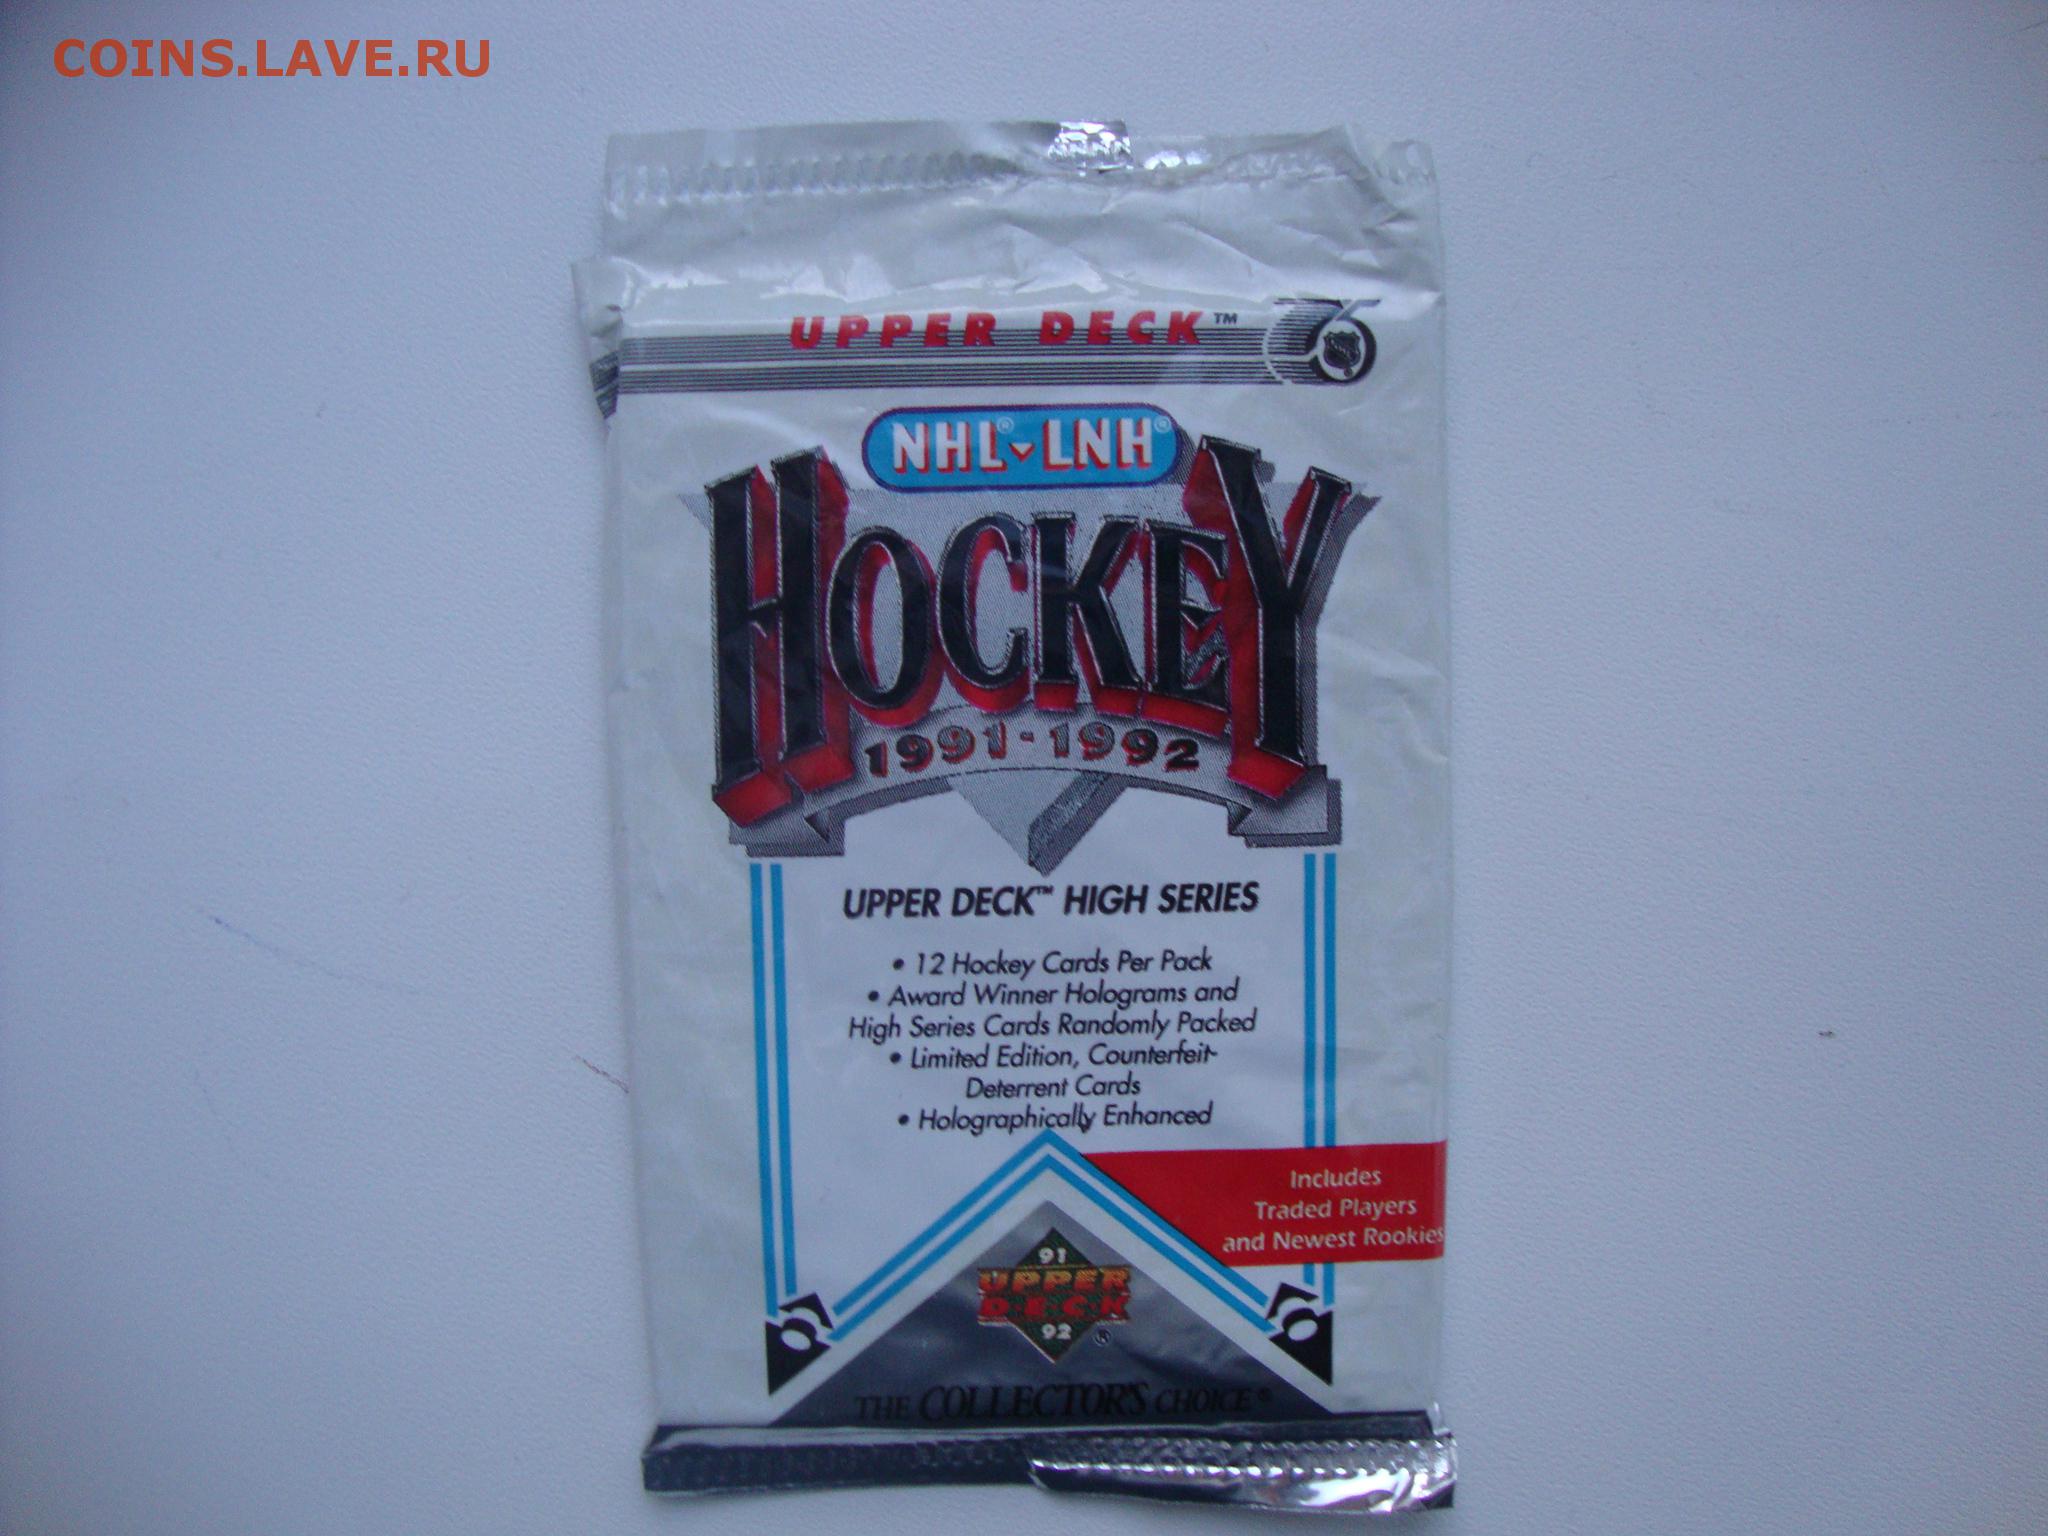 COINS.LAVE.RU
UPPER DECK™
NHL®-LNH®
HOCKEY
1991-1992
UPPER DECK™ HIGH SERIES
• 12 Hockey Cards Per Pack
• Award Winner Holograms and
High Series Cards Randomly Packed
• Limited Edition, Counterfeit-
Deterrent Cards
• Holographically Enhanced
Includes
Traded Players
and Newest Rookies
91
UPPER
D·E·C·K
92 ®
THE COLLECTOR'S CHOICE®